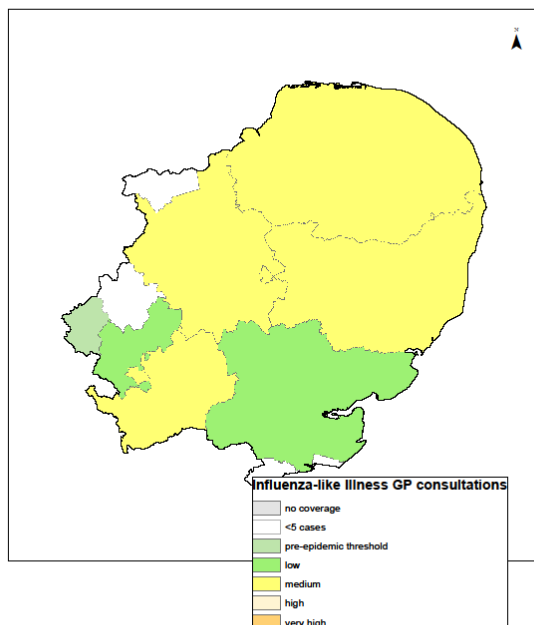 N
Influenza-like Illness GP consultations
no coverage
<5 cases
pre-epidemic threshold
low
medium
high
very high